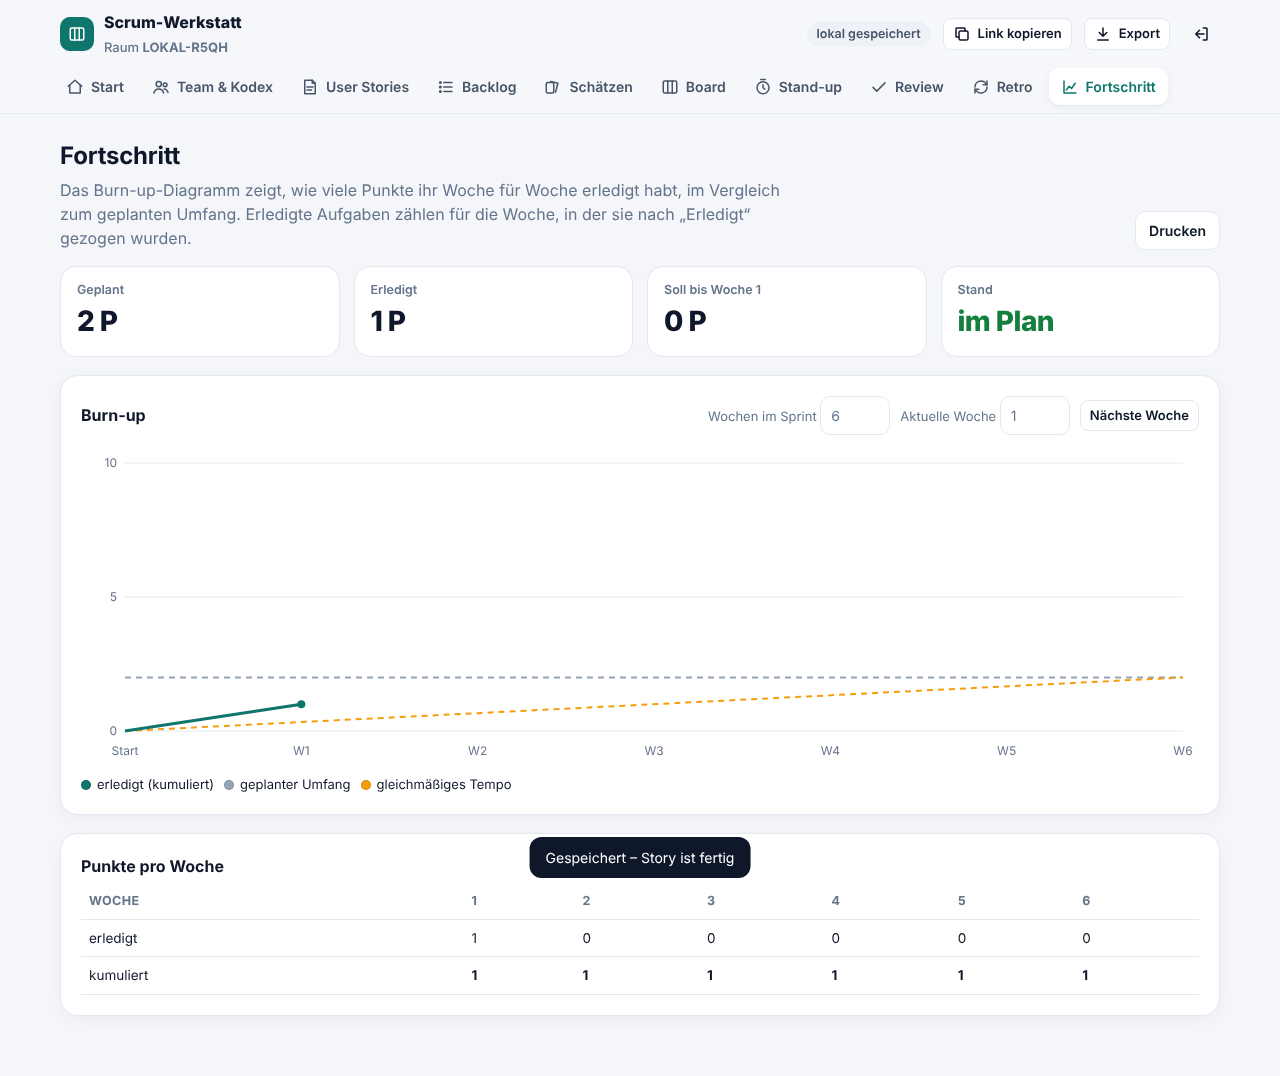 Scrum-Werkstatt
Raum LOKAL-R5QH
lokal gespeichert
Link kopieren
Export
Start
Team & Kodex
User Stories
Backlog
Schätzen
Board
Stand-up
Review
Retro
Fortschritt
Fortschritt
Das Burn-up-Diagramm zeigt, wie viele Punkte ihr Woche für Woche erledigt habt, im Vergleich
zum geplanten Umfang. Erledigte Aufgaben zählen für die Woche, in der sie nach „Erledigt“
gezogen wurden.
Drucken
Geplant
2 P
Erledigt
1 P
Soll bis Woche 1
0 P
Stand
im Plan
Burn-up
Wochen im Sprint 6
Aktuelle Woche 1
Nächste Woche
10
5
0
Start W1 W2 W3 W4 W5 W6
erledigt (kumuliert) geplanter Umfang gleichmäßiges Tempo
Gespeichert – Story ist fertig
Punkte pro Woche
WOCHE 1 2 3 4 5 6
erledigt 1 0 0 0 0 0
kumuliert 1 1 1 1 1 1